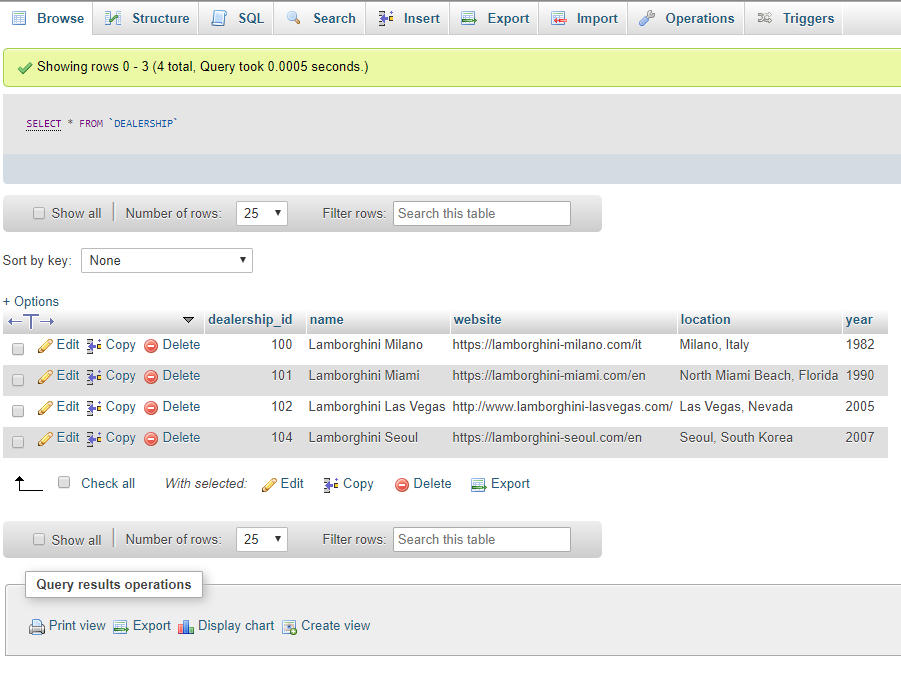 Browse Structure SQL Search Insert Export Import Operations Triggers
Showing rows 0 - 3 (4 total, Query took 0.0005 seconds.)
SELECT * FROM `DEALERSHIP`
Show all Number of rows: 25 Filter rows: Search this table
Sort by key: None
+ Options
←T→ dealership_id name website location year
Edit Copy Delete 100 Lamborghini Milano https://lamborghini-milano.com/it Milano, Italy 1982
Edit Copy Delete 101 Lamborghini Miami https://lamborghini-miami.com/en North Miami Beach, Florida 1990
Edit Copy Delete 102 Lamborghini Las Vegas http://www.lamborghini-lasvegas.com/ Las Vegas, Nevada 2005
Edit Copy Delete 104 Lamborghini Seoul https://lamborghini-seoul.com/en Seoul, South Korea 2007
Check all With selected: Edit Copy Delete Export
Show all Number of rows: 25 Filter rows: Search this table
Query results operations
Print view Export Display chart Create view